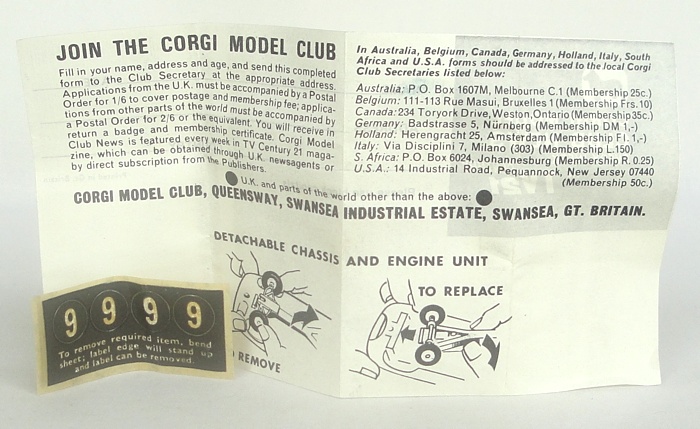 JOIN THE CORGI MODEL CLUB
Fill in your name, address and age, and send this completed
form to the Club Secretary at the appropriate address.
Applications from the U.K. must be accompanied by a Postal
Order for 1/6 to cover postage and membership fee; applica-
tions from other parts of the world must be accompanied by
a Postal Order for 2/6 or the equivalent. You will receive in
return a badge and membership certificate. Corgi Model
Club News is featured every week in TV Century 21 maga-
zine, which can be obtained through U.K. newsagents or
by direct subscription from the Publishers.
In Australia, Belgium, Canada, Germany, Holland, Italy, South
Africa and U.S.A. forms should be addressed to the local Corgi
Club Secretaries listed below:
Australia: P.O. Box 1607M, Melbourne C.1 (Membership 25c.)
Belgium: 111-113 Rue Masui, Bruxelles 1 (Membership Frs.10)
Canada: 234 Toryork Drive, Weston, Ontario (Membership 35c.)
Germany: Badstrasse 5, Nürnberg (Membership DM 1,-)
Holland: Herengracht 25, Amsterdam (Membership Fl.1,-)
Italy: Via Disciplini 7, Milano (303) (Membership L.150)
S. Africa: P.O. Box 6024, Johannesburg (Membership R. 0.25)
U.S.A.: 14 Industrial Road, Pequannock, New Jersey 07440
(Membership 50c.)
U.K. and parts of the world other than the above:
CORGI MODEL CLUB, QUEENSWAY, SWANSEA INDUSTRIAL ESTATE, SWANSEA, GT. BRITAIN.
DETACHABLE CHASSIS AND ENGINE UNIT
TO REPLACE
REMOVE
9 9 9 9
To remove required item, bend
sheet; label edge will stand up
and label can be removed.